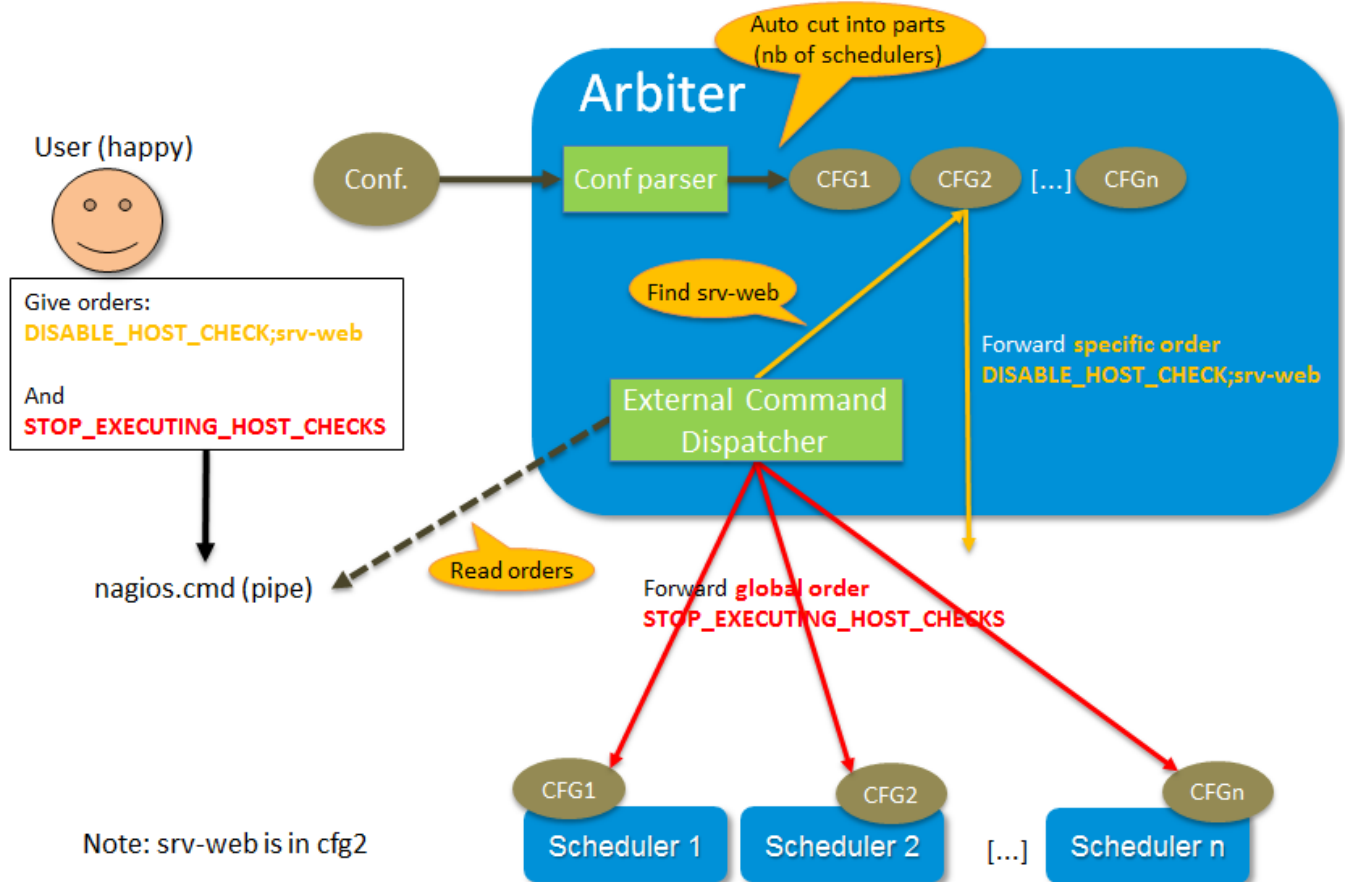 Auto cut into parts
(nb of schedulers)
Arbiter
User (happy)
Conf.
Conf parser
CFG1
CFG2
[...]
CFGn
Give orders:
DISABLE_HOST_CHECK;srv-web
And
STOP_EXECUTING_HOST_CHECKS
Find srv-web
Forward specific order
DISABLE_HOST_CHECK;srv-web
External Command
Dispatcher
Read orders
nagios.cmd (pipe)
Forward global order
STOP_EXECUTING_HOST_CHECKS
CFG1
CFG2
CFGn
Note: srv-web is in cfg2
Scheduler 1
Scheduler 2
[...]
Scheduler n